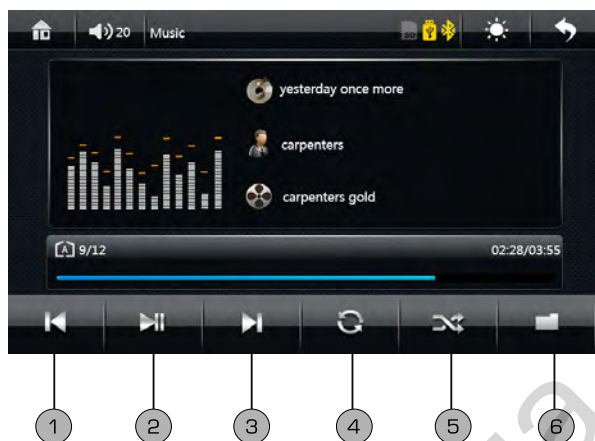 20 Music
yesterday once more
carpenters
carpenters gold
A 9/12 02:28/03:55
1 2 3 4 5 6